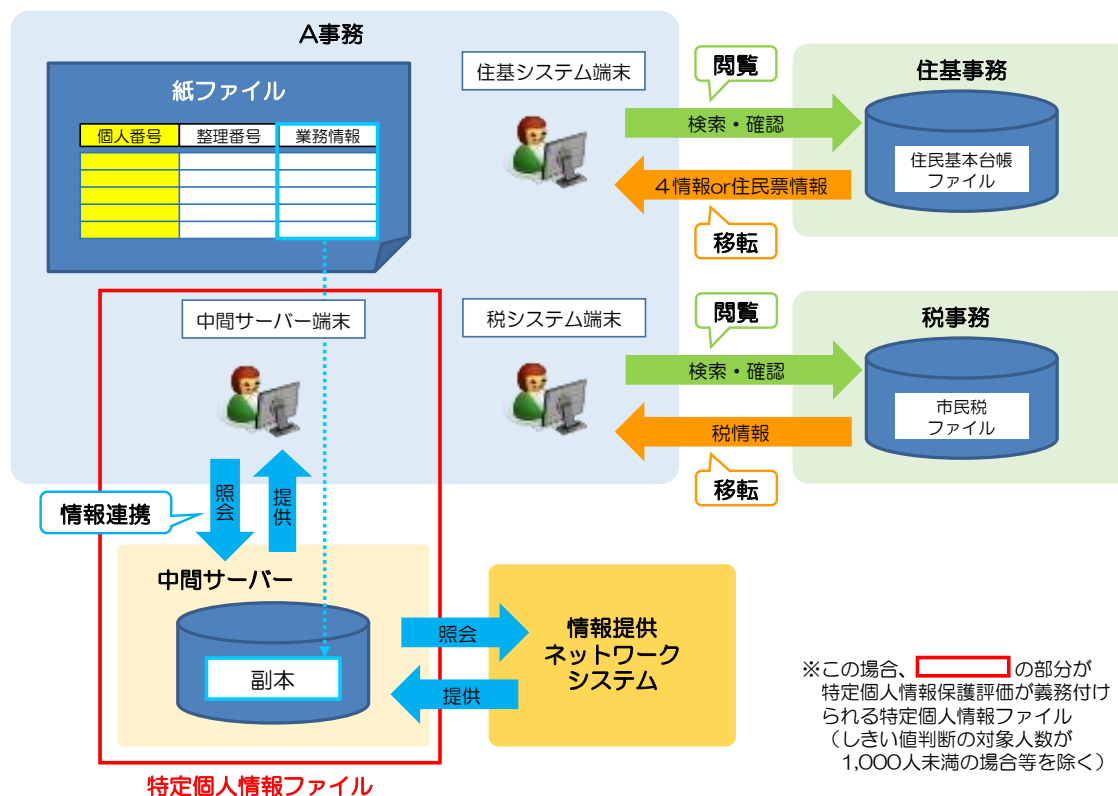 A事務
紙ファイル
個人番号 整理番号 業務情報
住基システム端末
閲覧
検索・確認
4情報or住民票情報
移転
住基事務
住民基本台帳
ファイル
中間サーバー端末
税システム端末
閲覧
検索・確認
税情報
移転
税事務
市民税
ファイル
情報連携
照会
提供
中間サーバー
副本
照会
提供
情報提供
ネットワーク
システム
特定個人情報ファイル
※この場合、 の部分が
特定個人情報保護評価が義務付け
られる特定個人情報ファイル
(しきい値判断の対象人数が
1,000人未満の場合等を除く)